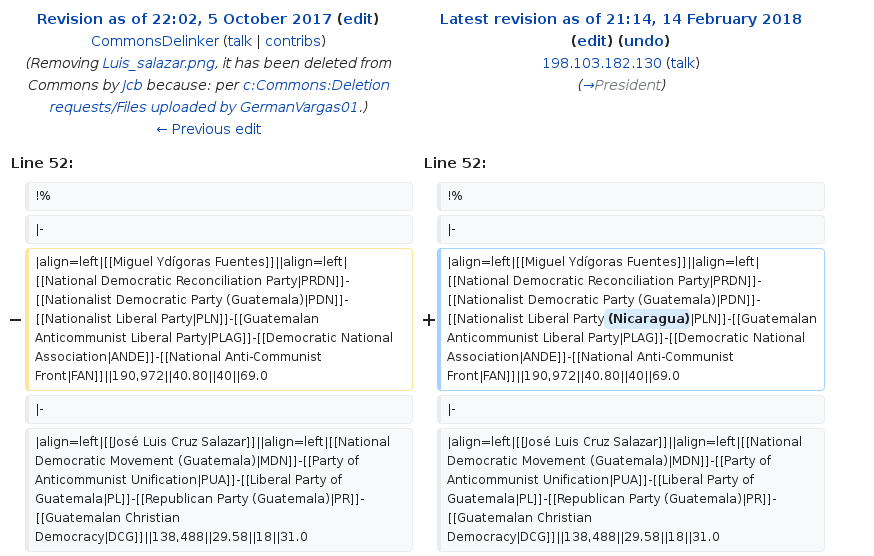 Revision as of 22:02, 5 October 2017 (edit)
CommonsDelinker (talk | contribs)
(Removing Luis_salazar.png, it has been deleted from
Commons by Jcb because: per c:Commons:Deletion
requests/Files uploaded by GermanVargas01.)
← Previous edit
Latest revision as of 21:14, 14 February 2018
(edit) (undo)
198.103.182.130 (talk)
(→President)
Line 52:
Line 52:
!%
!%
|-
|-
−
|align=left|[[Miguel Ydígoras Fuentes]]||align=left|
[[National Democratic Reconciliation Party|PRDN]]-
[[Nationalist Democratic Party (Guatemala)|PDN]]-
[[Nationalist Liberal Party|PLN]]-[[Guatemalan
Anticommunist Liberal Party|PLAG]]-[[Democratic National
Association|ANDE]]-[[National Anti-Communist
Front|FAN]]||190,972||40.80||40||69.0
+
|align=left|[[Miguel Ydígoras Fuentes]]||align=left|
[[National Democratic Reconciliation Party|PRDN]]-
[[Nationalist Democratic Party (Guatemala)|PDN]]-
[[Nationalist Liberal Party (Nicaragua)|PLN]]-[[Guatemalan
Anticommunist Liberal Party|PLAG]]-[[Democratic National
Association|ANDE]]-[[National Anti-Communist
Front|FAN]]||190,972||40.80||40||69.0
|-
|-
|align=left|[[José Luis Cruz Salazar]]||align=left|[[National
Democratic Movement (Guatemala)|MDN]]-[[Party of
Anticommunist Unification|PUA]]-[[Liberal Party of
Guatemala|PL]]-[[Republican Party (Guatemala)|PR]]-
[[Guatemalan Christian
Democracy|DCG]]||138,488||29.58||18||31.0
|align=left|[[José Luis Cruz Salazar]]||align=left|[[National
Democratic Movement (Guatemala)|MDN]]-[[Party of
Anticommunist Unification|PUA]]-[[Liberal Party of
Guatemala|PL]]-[[Republican Party (Guatemala)|PR]]-
[[Guatemalan Christian
Democracy|DCG]]||138,488||29.58||18||31.0